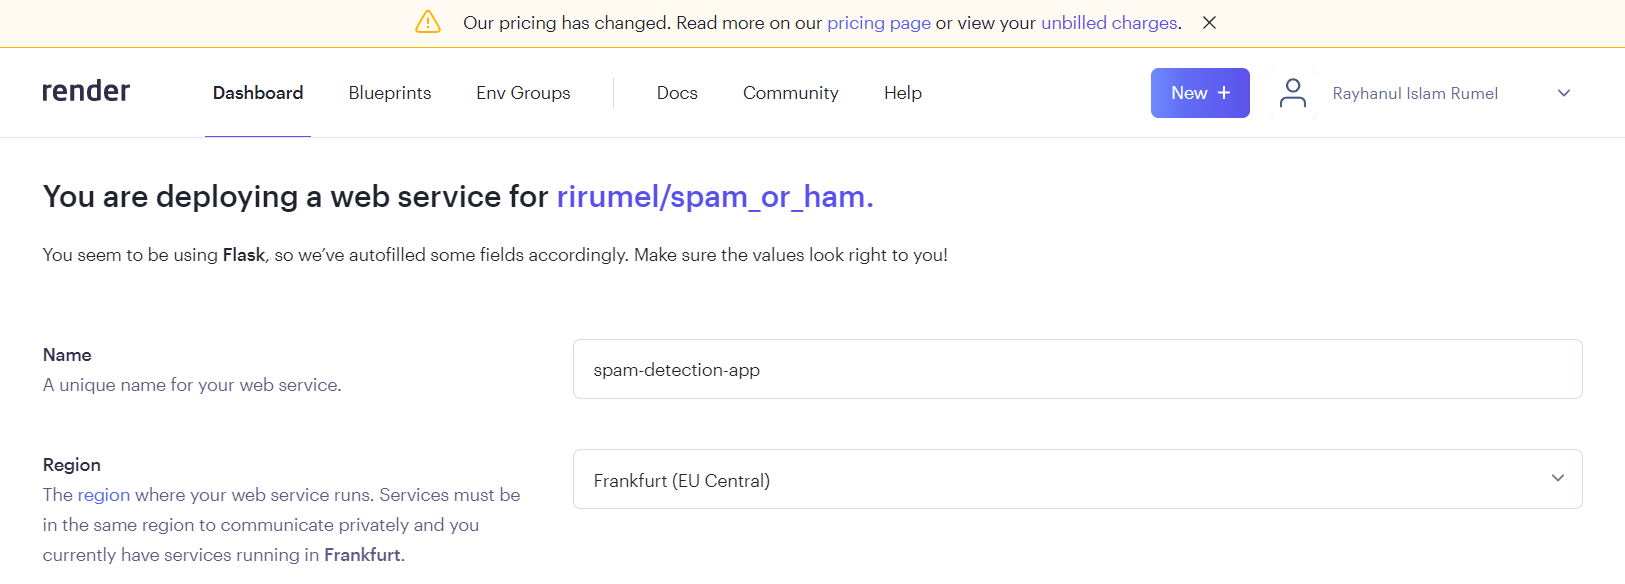 Our pricing has changed. Read more on our pricing page or view your unbilled charges.
render Dashboard Blueprints Env Groups Docs Community Help New + Rayhanul Islam Rumel
You are deploying a web service for rirumel/spam_or_ham.
You seem to be using Flask, so we’ve autofilled some fields accordingly. Make sure the values look right to you!
Name
A unique name for your web service.
spam-detection-app
Region
The region where your web service runs. Services must be
in the same region to communicate privately and you
currently have services running in Frankfurt.
Frankfurt (EU Central)